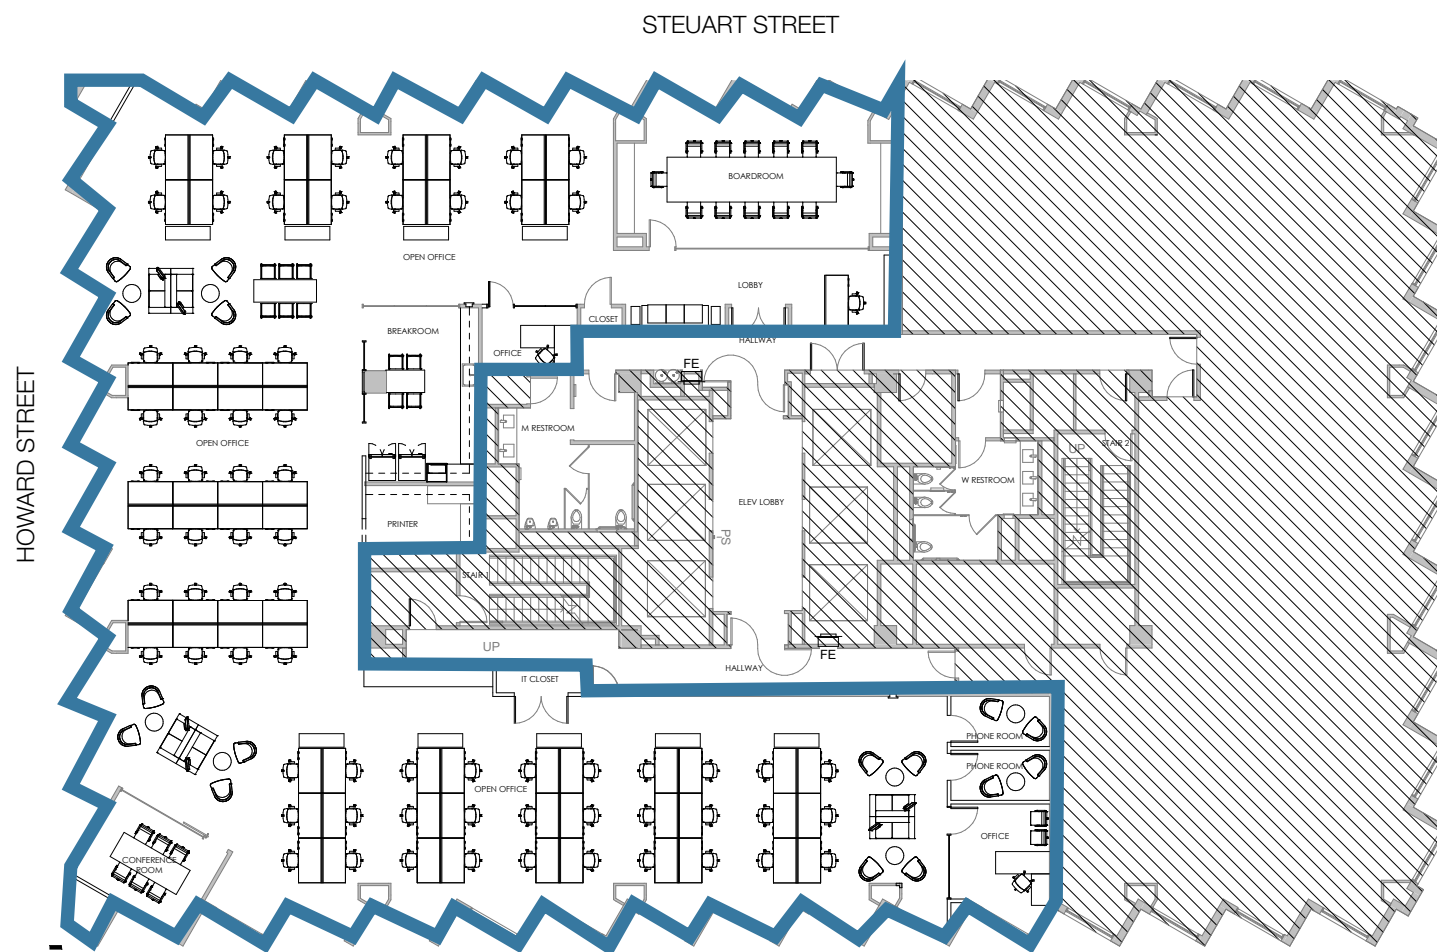 STEUART STREET
HOWARD STREET
BOARDROOM
OPEN OFFICE
LOBBY
CLOSET
HALLWAY
BREAKROOM
OFFICE
FE
M RESTROOM
OPEN OFFICE
STAIR 2
UP
W RESTROOM
ELEV LOBBY
PS
PRINTER
STAIR 1
UP
FE
HALLWAY
IT CLOSET
PHONE ROOM
PHONE ROOM
OPEN OFFICE
OFFICE
CONFERENCE
ROOM